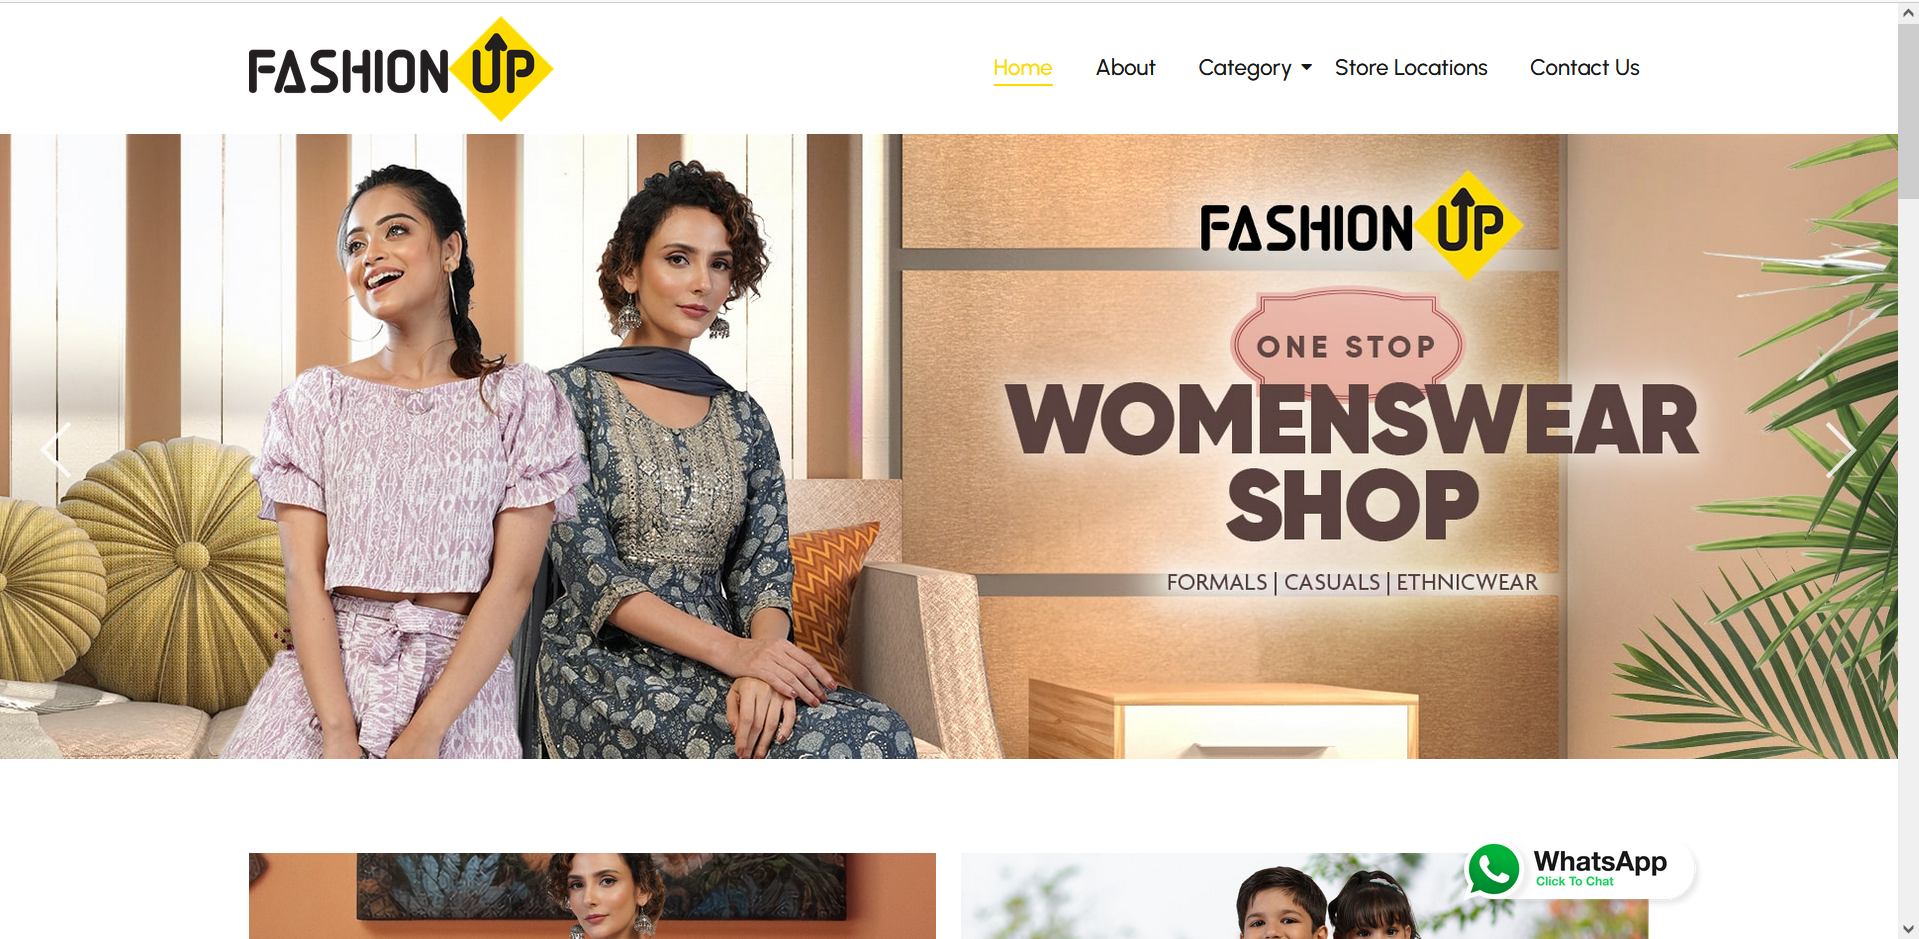 FASHION UP
Home About Category Store Locations Contact Us
FASHION UP
ONE STOP
WOMENSWEAR
SHOP
FORMALS | CASUALS | ETHNICWEAR
WhatsApp
Click To Chat